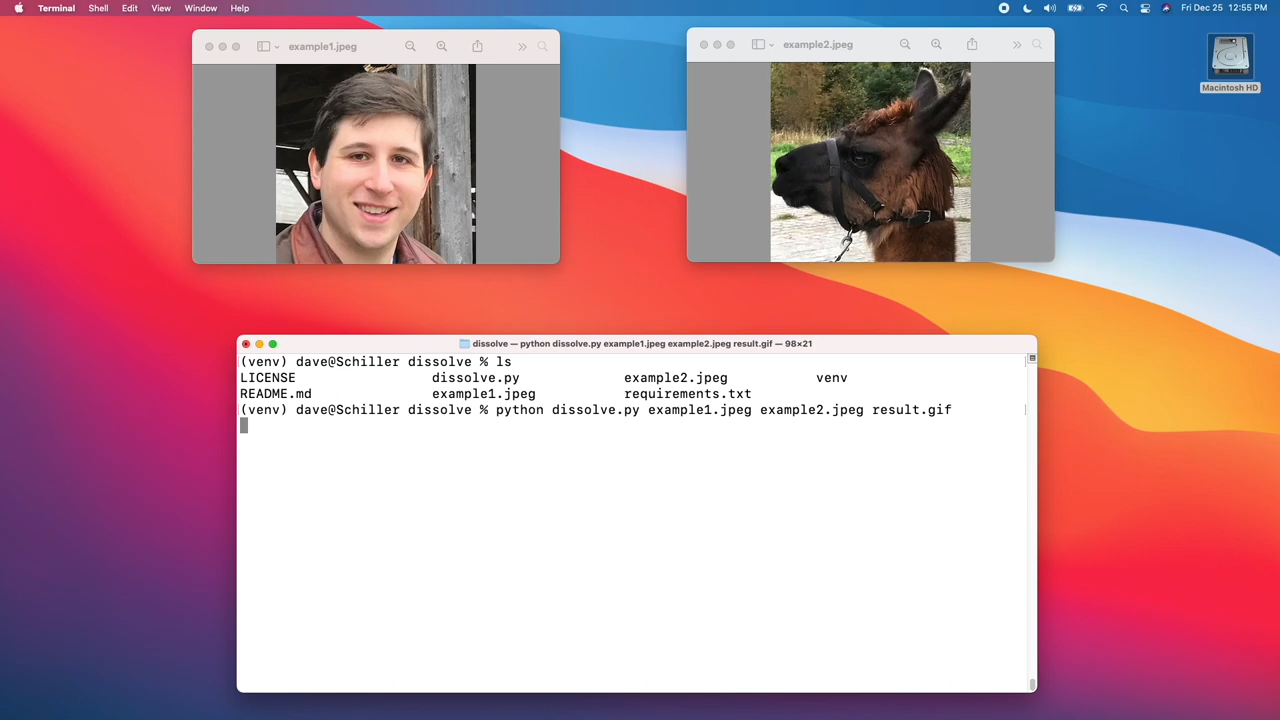 Terminal Shell Edit View Window Help Fri Dec 25 12:55 PM
example1.jpeg
example2.jpeg
Macintosh HD
dissolve — python dissolve.py example1.jpeg example2.jpeg result.gif — 98×21
(venv) dave@Schiller dissolve % ls
LICENSE dissolve.py example2.jpeg venv
README.md example1.jpeg requirements.txt
(venv) dave@Schiller dissolve % python dissolve.py example1.jpeg example2.jpeg result.gif